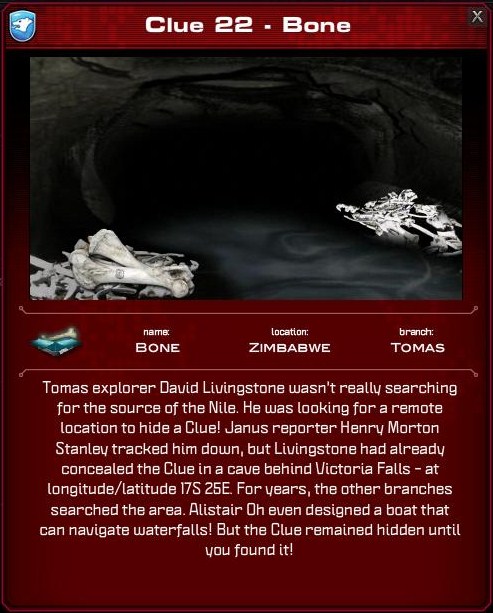 Clue 22 - Bone
X
name:
Bone
location:
Zimbabwe
branch:
Tomas
Tomas explorer David Livingstone wasn't really searching
for the source of the Nile. He was looking for a remote
location to hide a Clue! Janus reporter Henry Morton
Stanley tracked him down, but Livingstone had already
concealed the Clue in a cave behind Victoria Falls - at
longitude/latitude 17S 25E. For years, the other branches
searched the area. Alistair Oh even designed a boat that
can navigate waterfalls! But the Clue remained hidden until
you found it!